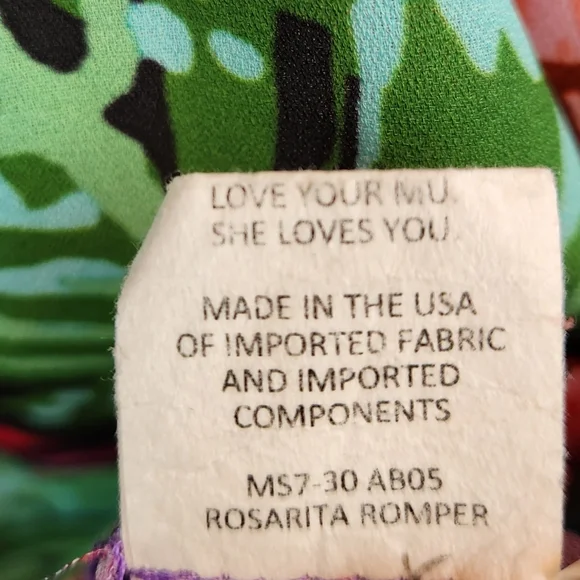 LOVE YOUR MU.
SHE LOVES YOU.
MADE IN THE USA
OF IMPORTED FABRIC
AND IMPORTED
COMPONENTS
MS7-30 AB05
ROSARITA ROMPER